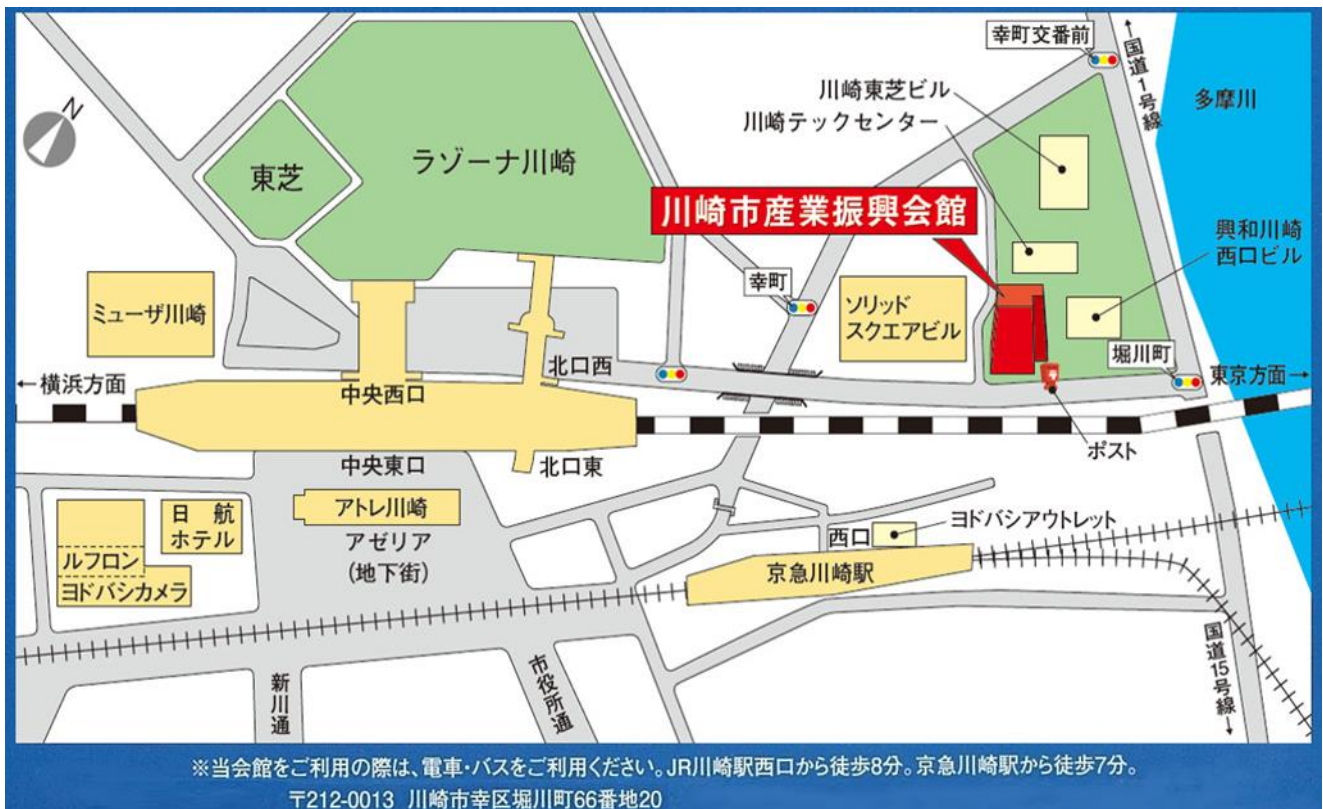 幸町交番前
←国道1号線
多摩川
N
川崎東芝ビル
川崎テックセンター
東芝
ラゾーナ川崎
川崎市産業振興会館
興和川崎
西口ビル
ミューザ川崎
幸町
ソリッド
スクエアビル
堀川町
北口西
←横浜方面
中央西口
東京方面→
ポスト
中央東口
北口東
アトレ川崎
日航
ホテル
アゼリア
(地下街)
ルフロン
ヨドバシカメラ
西口
ヨドバシアウトレット
京急川崎駅
新川通
市役所通
国道15号線→
※当会館をご利用の際は、電車・バスをご利用ください。JR川崎駅西口から徒歩8分。京急川崎駅から徒歩7分。
〒212-0013 川崎市幸区堀川町66番地20